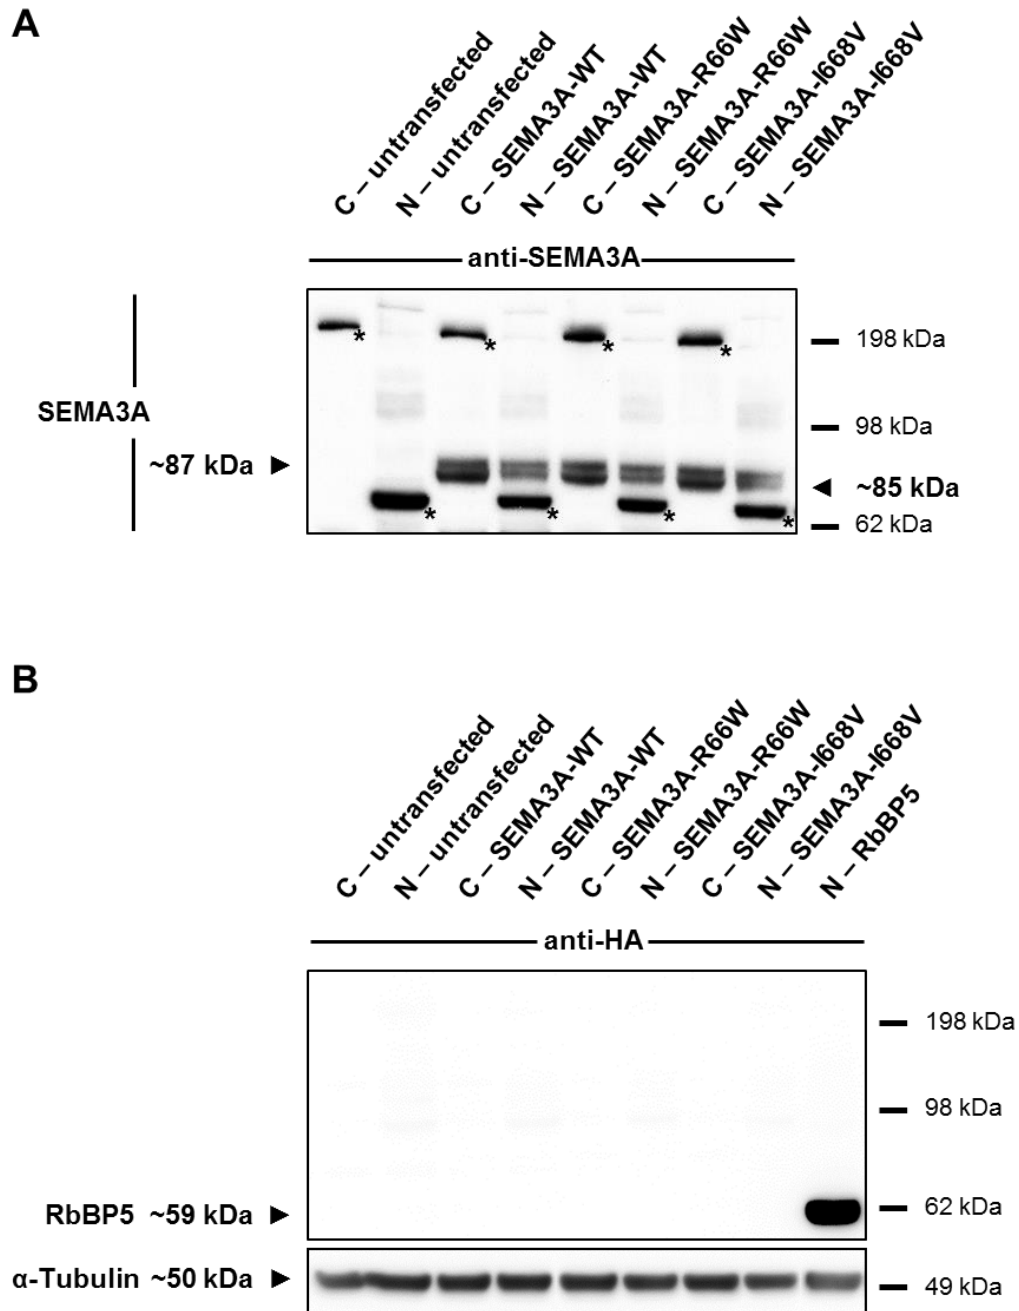 A
C – untransfected
N – untransfected
C – SEMA3A-WT
N – SEMA3A-WT
C – SEMA3A-R66W
N – SEMA3A-R66W
C – SEMA3A-I668V
N – SEMA3A-I668V
anti-SEMA3A
* * * * * * * *
198 kDa
98 kDa
SEMA3A
~87 kDa
~85 kDa
62 kDa
B
C – untransfected
N – untransfected
C – SEMA3A-WT
N – SEMA3A-WT
C – SEMA3A-R66W
N – SEMA3A-R66W
C – SEMA3A-I668V
N – SEMA3A-I668V
N – RbBP5
anti-HA
198 kDa
98 kDa
RbBP5 ~59 kDa
62 kDa
α-Tubulin ~50 kDa
49 kDa